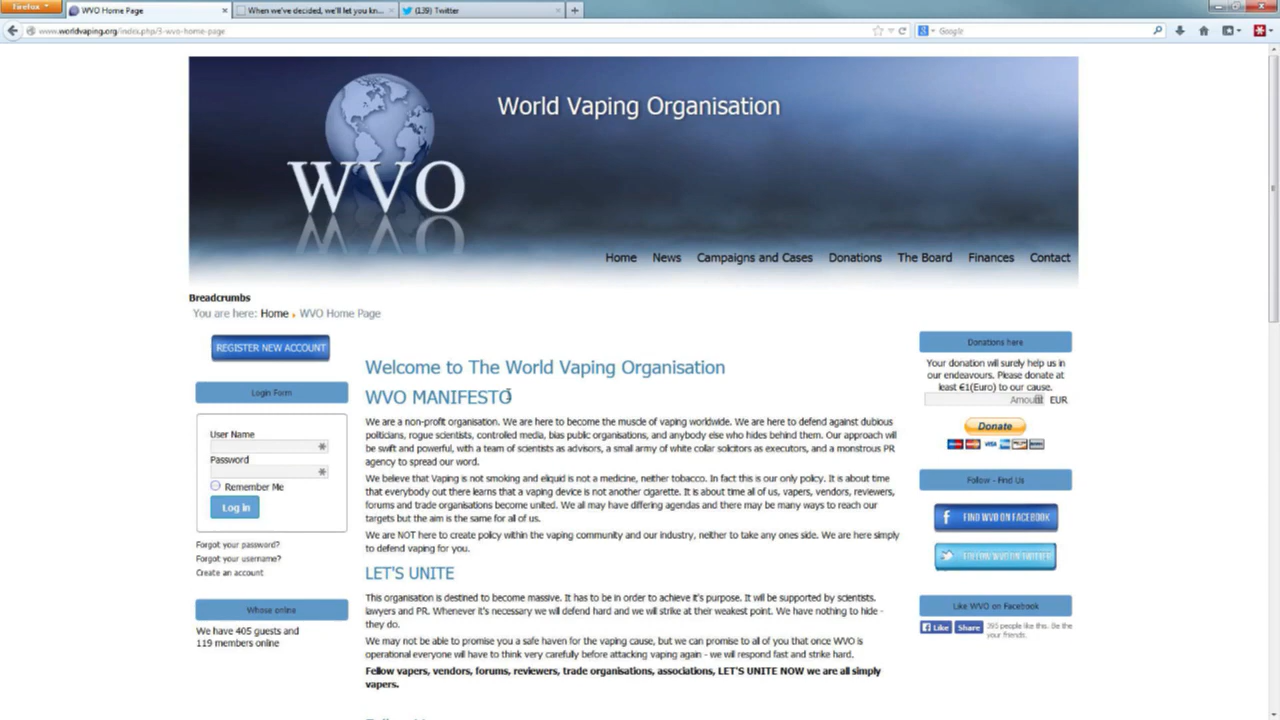 Firefox
WVO Home Page
When we've decided, we'll let you kn...
(139) Twitter
www.worldvaping.org/index.php/3-wvo-home-page
Google
World Vaping Organisation
WVO
Home News Campaigns and Cases Donations The Board Finances Contact
Breadcrumbs
You are here: Home WVO Home Page
REGISTER NEW ACCOUNT
Login Form
User Name
Password
Remember Me
Log in
Forgot your password?
Forgot your username?
Create an account
Whose online
We have 405 guests and
119 members online
Welcome to The World Vaping Organisation
WVO MANIFESTO
We are a non-profit organisation. We are here to become the muscle of vaping worldwide. We are here to defend against dubious
politicians, rogue scientists, controlled media, bias public organisations, and anybody else who hides behind them. Our approach will
be swift and powerful, with a team of scientists as advisors, a small army of white collar solicitors as executors, and a monstrous PR
agency to spread our word.
We believe that Vaping is not smoking and eliquid is not a medicine, neither tobacco. In fact this is our only policy. It is about time
that everybody out there learns that a vaping device is not another cigarette. It is about time all of us, vapers, vendors, reviewers,
forums and trade organisations become united. We all may have differing agendas and there may be many ways to reach our
targets but the aim is the same for all of us.
We are NOT here to create policy within the vaping community and our industry, neither to take any ones side. We are here simply
to defend vaping for you.
LET'S UNITE
This organisation is destined to become massive. It has to be in order to achieve it's purpose. It will be supported by scientists,
lawyers and PR. Whenever it's necessary we will defend hard and we will strike at their weakest point. We have nothing to hide -
they do.
We may not be able to promise you a safe haven for the vaping cause, but we can promise to all of you that once WVO is
operational everyone will have to think very carefully before attacking vaping again - we will respond fast and strike hard.
Fellow vapers, vendors, forums, reviewers, trade organisations, associations, LET'S UNITE NOW we are all simply
vapers.
Donations here
Your donation will surely help us in
our endeavours. Please donate at
least €1(Euro) to our cause.
Amount EUR
Donate
VISA
Follow - Find Us
FIND WVO ON FACEBOOK
FOLLOW WVO ON TWITTER
Like WVO on Facebook
Like Share
395 people like this. Be the
your friends.